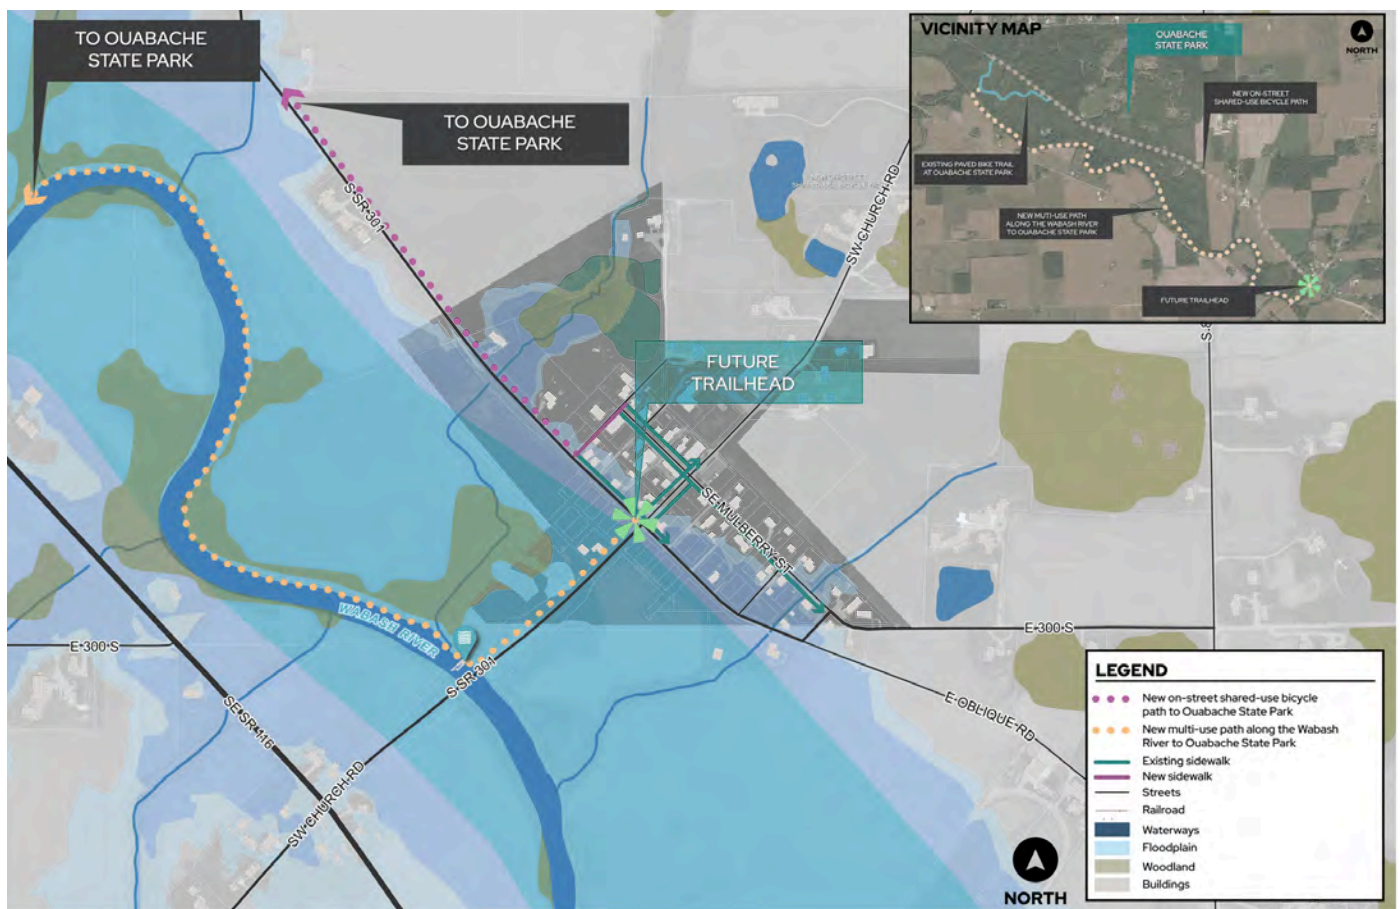 TO OUABACHE
STATE PARK
TO OUABACHE
STATE PARK
S-SR-301
SW-CHURCH-RD
FUTURE
TRAILHEAD
SE-MULBERRY-ST
WABASH RIVER
S-SR-301
E-300-S
E-300-S
SE-SR-116
SW-CHURCH-RD
E-OBLIQUE-RD
NORTH
VICINITY MAP
NORTH
OUABACHE
STATE PARK
NEW ON-STREET
SHARED-USE BICYCLE PATH
EXISTING PAVED BIKE TRAIL
AT OUABACHE STATE PARK
NEW MUTI-USE PATH
ALONG THE WABASH RIVER
TO OUABACHE STATE PARK
FUTURE TRAILHEAD
LEGEND
New on-street shared-use bicycle
path to Ouabache State Park
New multi-use path along the Wabash
River to Ouabache State Park
Existing sidewalk
New sidewalk
Streets
Railroad
Waterways
Floodplain
Woodland
Buildings